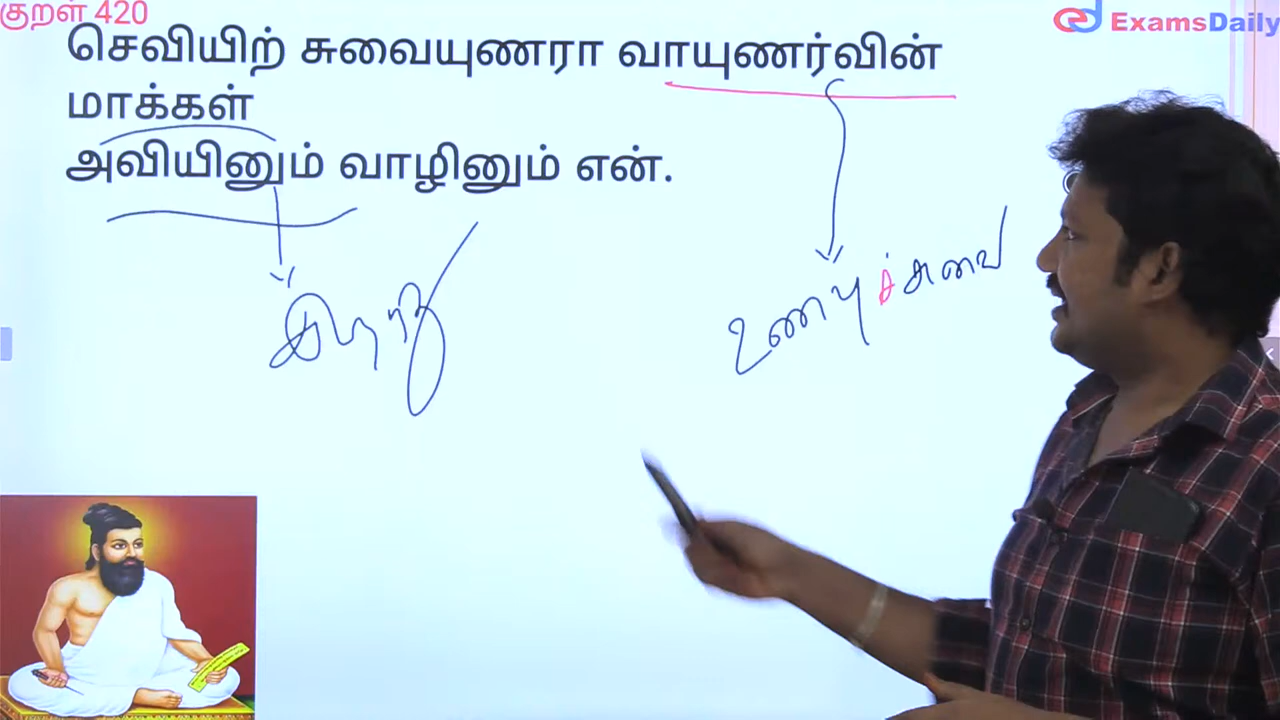 குறள் 420
ExamsDaily
செவியிற் சுவையுணரா வாயுணர்வின்
மாக்கள்
அவியினும் வாழினும் என்.
உணவுச்சுவை